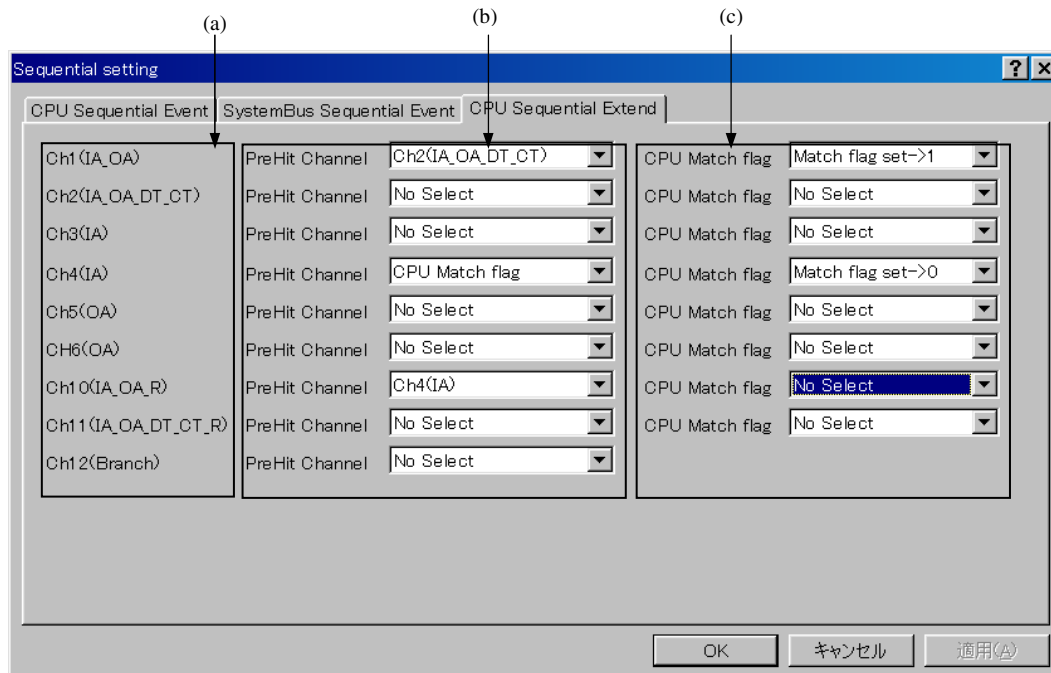 (a) (b) (c)
Sequential setting
CPU Sequential Event SystemBus Sequential Event CPU Sequential Extend
Ch1(IA_OA) PreHit Channel Ch2(IA_OA_DT_CT) CPU Match flag Match flag set->1
Ch2(IA_OA_DT_CT) PreHit Channel No Select CPU Match flag No Select
Ch3(IA) PreHit Channel No Select CPU Match flag No Select
Ch4(IA) PreHit Channel CPU Match flag CPU Match flag Match flag set->0
Ch5(OA) PreHit Channel No Select CPU Match flag No Select
CH6(OA) PreHit Channel No Select CPU Match flag No Select
Ch10(IA_OA_R) PreHit Channel Ch4(IA) CPU Match flag No Select
Ch11(IA_OA_DT_CT_R) PreHit Channel No Select CPU Match flag No Select
Ch12(Branch) PreHit Channel No Select
OK キャンセル 適用(A)